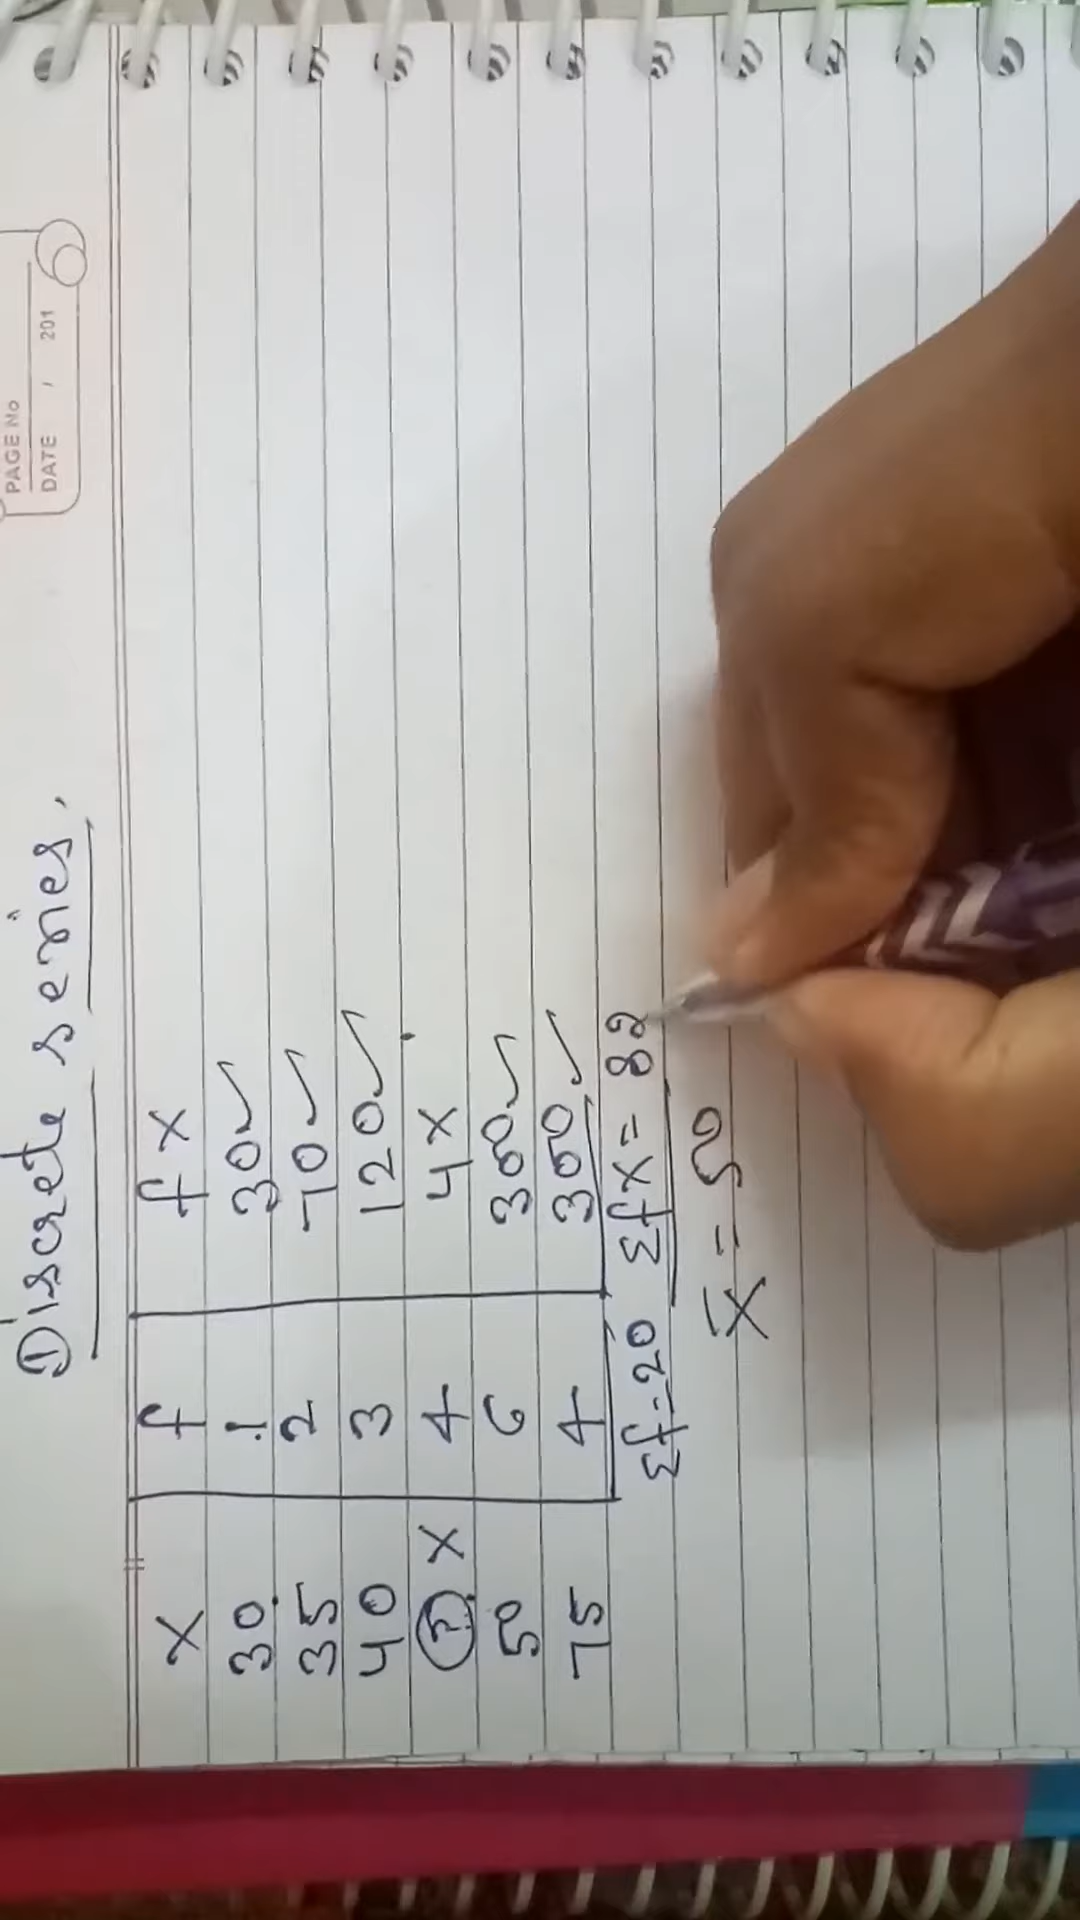 PAGE No
DATE / 201
Discrete series.
X f fX
30 1 30
35 2 70
40 3 120
? X 4 4X
50 6 300
75 4 300
Σf=20 ΣfX= 82
X̄ = 50